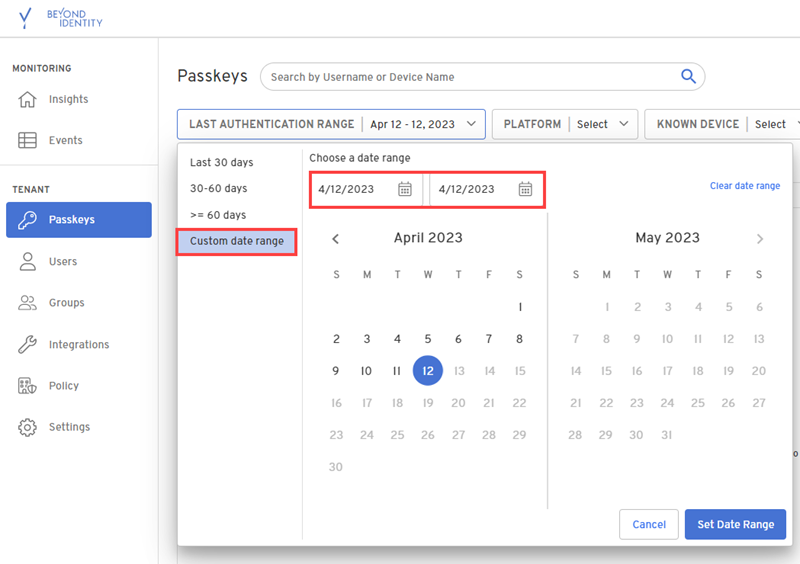 BEYOND
IDENTITY
MONITORING
Insights
Events
TENANT
Passkeys
Users
Groups
Integrations
Policy
Settings
Passkeys
Search by Username or Device Name
LAST AUTHENTICATION RANGE | Apr 12 - 12, 2023
PLATFORM | Select
KNOWN DEVICE | Select
Last 30 days
30-60 days
>= 60 days
Custom date range
Choose a date range
4/12/2023 4/12/2023
Clear date range
April 2023
S M T W T F S
1
2 3 4 5 6 7 8
9 10 11 12 13 14 15
16 17 18 19 20 21 22
23 24 25 26 27 28 29
30
May 2023
S M T W T F S
1 2 3 4 5 6
7 8 9 10 11 12 13
14 15 16 17 18 19 20
21 22 23 24 25 26 27
28 29 30 31
Cancel
Set Date Range